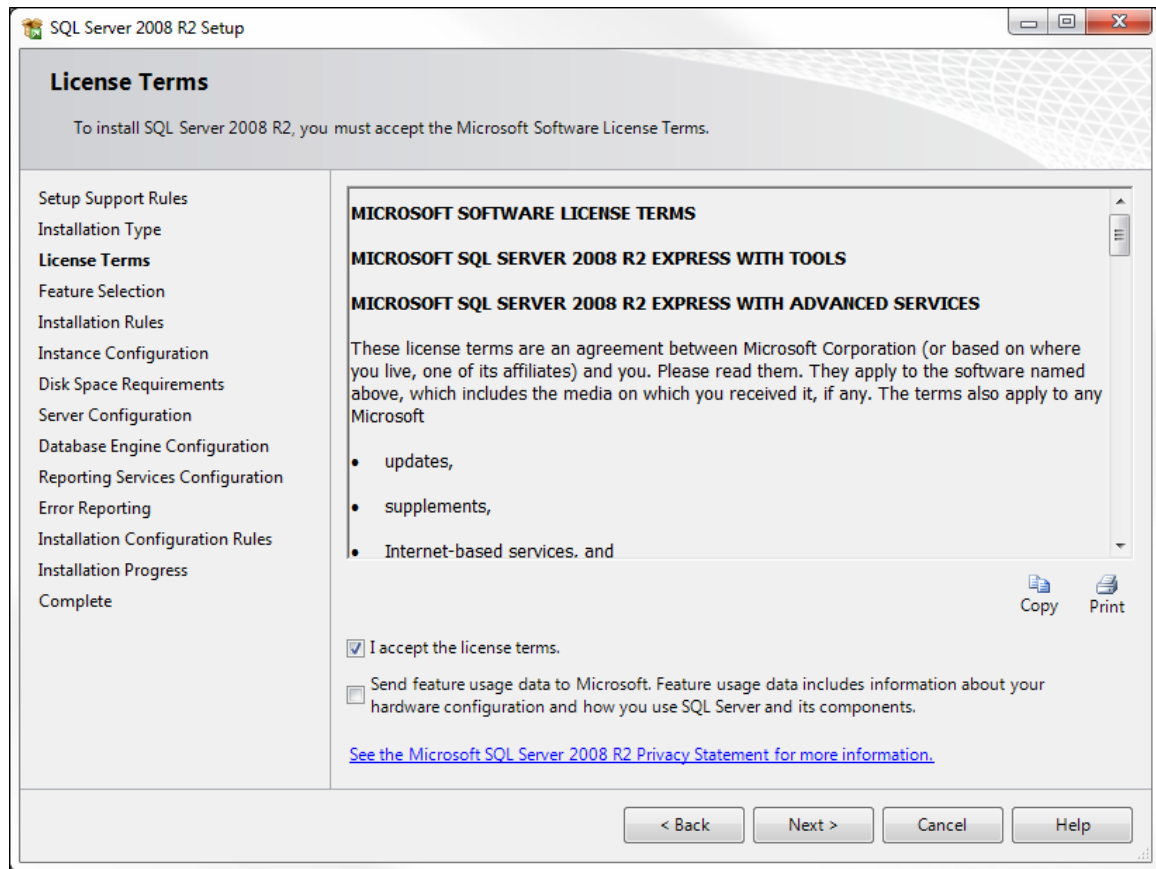 SQL Server 2008 R2 Setup
License Terms
To install SQL Server 2008 R2, you must accept the Microsoft Software License Terms.
Setup Support Rules
Installation Type
License Terms
Feature Selection
Installation Rules
Instance Configuration
Disk Space Requirements
Server Configuration
Database Engine Configuration
Reporting Services Configuration
Error Reporting
Installation Configuration Rules
Installation Progress
Complete
MICROSOFT SOFTWARE LICENSE TERMS
MICROSOFT SQL SERVER 2008 R2 EXPRESS WITH TOOLS
MICROSOFT SQL SERVER 2008 R2 EXPRESS WITH ADVANCED SERVICES
These license terms are an agreement between Microsoft Corporation (or based on where
you live, one of its affiliates) and you. Please read them. They apply to the software named
above, which includes the media on which you received it, if any. The terms also apply to any
Microsoft
• updates,
• supplements,
• Internet-based services, and
Copy Print
I accept the license terms.
Send feature usage data to Microsoft. Feature usage data includes information about your
hardware configuration and how you use SQL Server and its components.
See the Microsoft SQL Server 2008 R2 Privacy Statement for more information.
< Back Next > Cancel Help